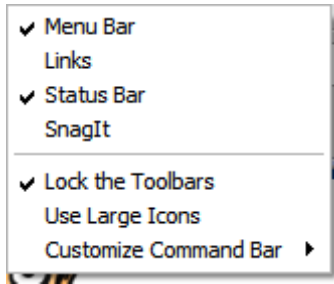 Menu Bar
Links
Status Bar
SnagIt
Lock the Toolbars
Use Large Icons
Customize Command Bar